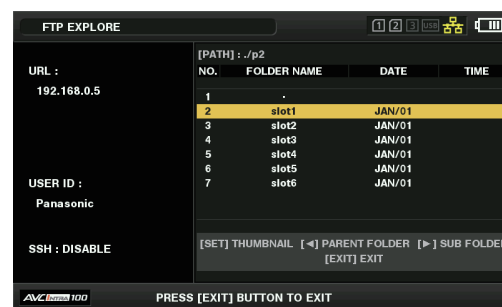 FTP EXPLORE
1 2 3 USB
URL :
192.168.0.5
USER ID :
Panasonic
SSH : DISABLE
[PATH] : ./p2
NO. FOLDER NAME DATE TIME
1 .
2 slot1 JAN/01
3 slot2 JAN/01
4 slot3 JAN/01
5 slot4 JAN/01
6 slot5 JAN/01
7 slot6 JAN/01
[SET] THUMBNAIL [◄] PARENT FOLDER [►] SUB FOLDER
[EXIT] EXIT
AVC Intra 100 PRESS [EXIT] BUTTON TO EXIT